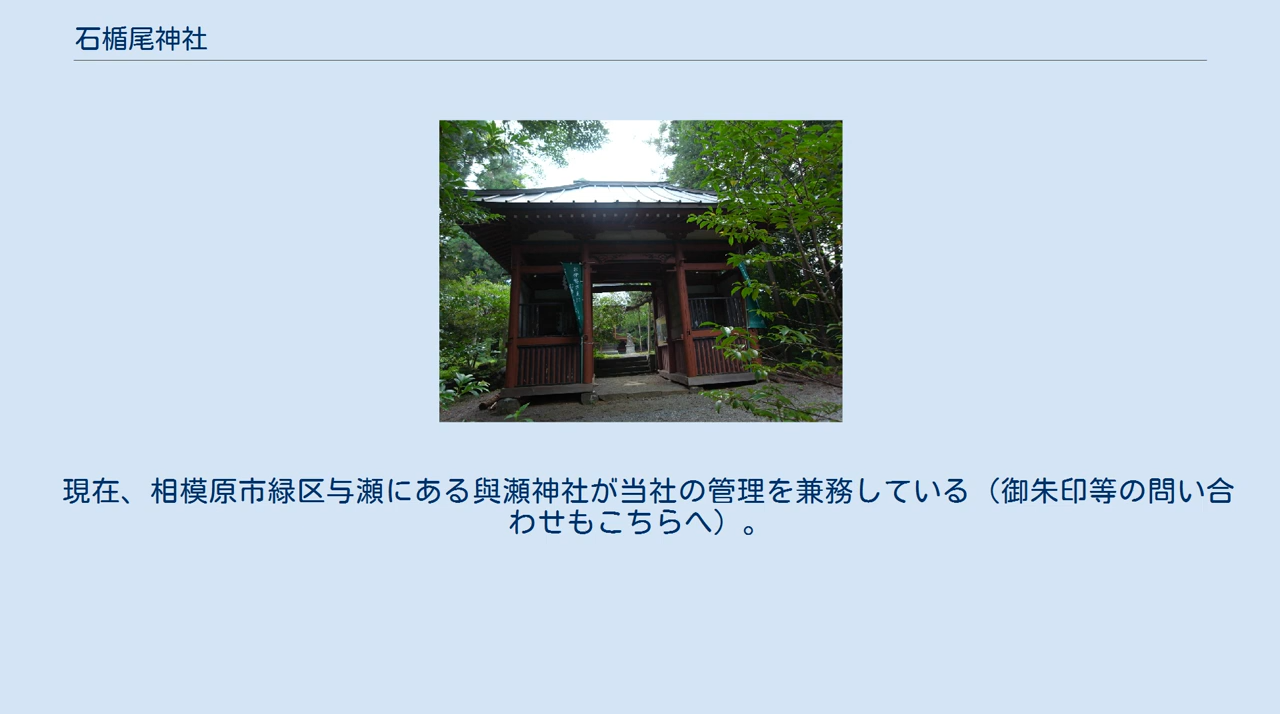 石楯尾神社
現在、相模原市緑区与瀬にある與瀬神社が当社の管理を兼務している（御朱印等の問い合
わせもこちらへ）。